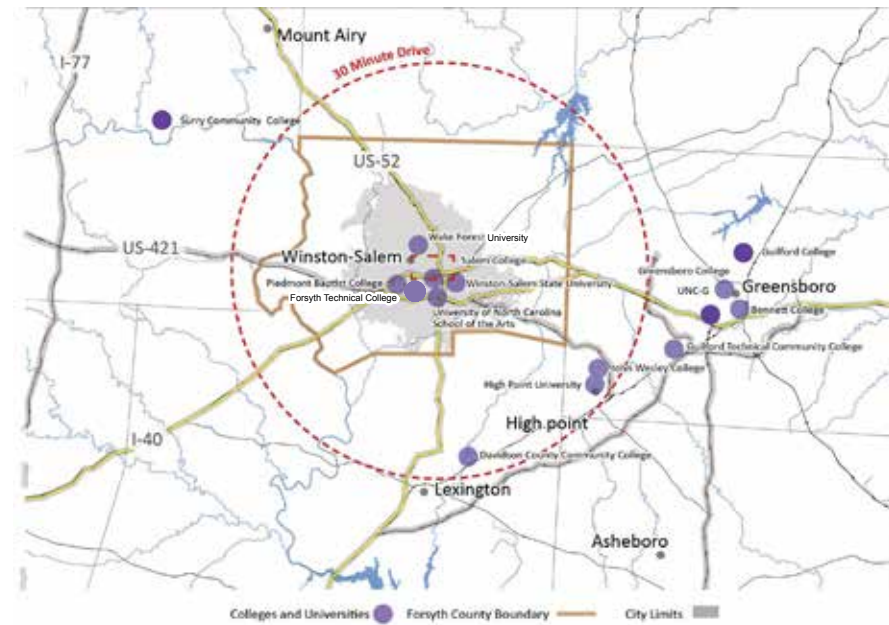 Mount Airy
I-77
30 Minute Drive
Surry Community College
US-52
US-421
Wake Forest University
Winston-Salem
Salem College
Guilford College
Greensboro College
Piedmont Baptist College
Winston-Salem State University
UNC-G
Greensboro
Forsyth Technical College
Bennett College
University of North Carolina
School of the Arts
Guilford Technical Community College
John Wesley College
High Point University
High point
I-40
Davidson County Community College
Lexington
Asheboro
Colleges and Universities
Forsyth County Boundary
City Limits